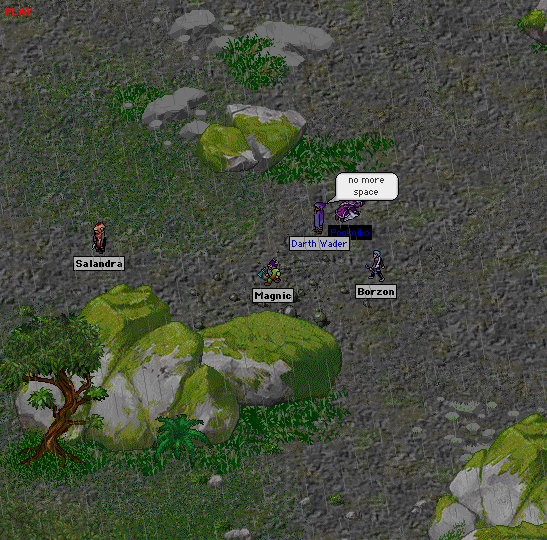 PLAY
no more
space
Darth Wader
Salandra
Magnic
Borzon